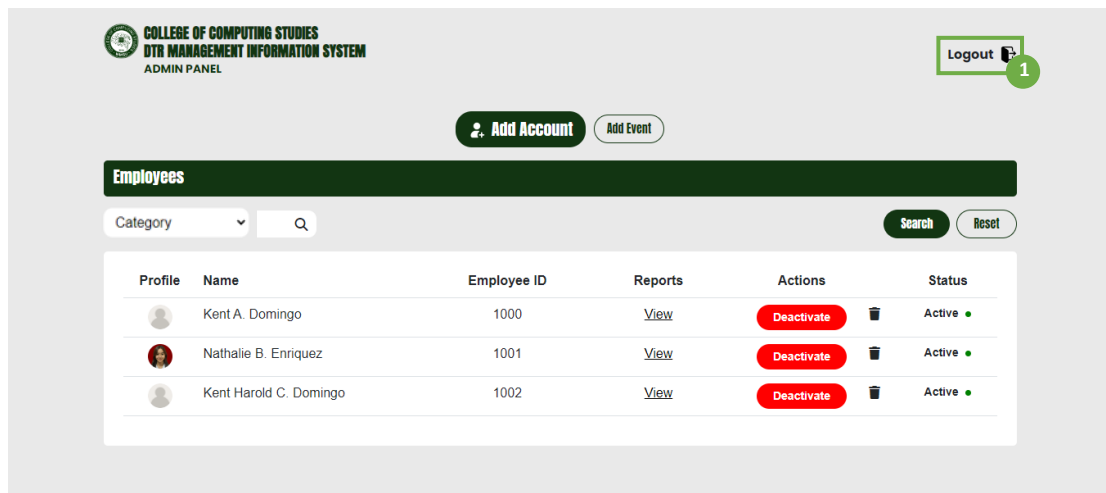 COLLEGE OF COMPUTING STUDIES
DTR MANAGEMENT INFORMATION SYSTEM
ADMIN PANEL
Logout
1
Add Account
Add Event
Employees
Category
Search
Reset
Profile Name Employee ID Reports Actions Status
Kent A. Domingo 1000 View Deactivate Active
Nathalie B. Enriquez 1001 View Deactivate Active
Kent Harold C. Domingo 1002 View Deactivate Active